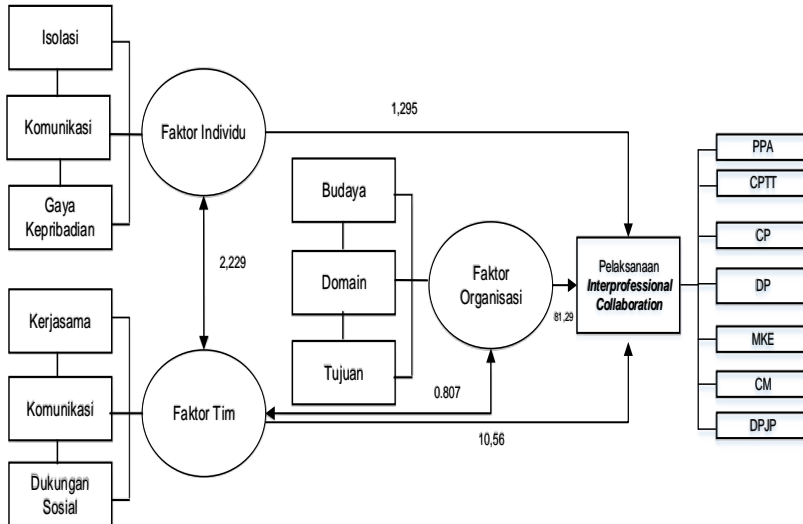 Isolasi
Komunikasi
Gaya
Kepribadian
Faktor Individu
1,295
2,229
Budaya
Domain
Tujuan
Faktor
Organisasi
81,29
Pelaksanaan
Interprofessional
Collaboration
PPA
CPTT
CP
DP
MKE
CM
DPJP
Kerjasama
Komunikasi
Dukungan
Sosial
Faktor Tim
0.807
10,56